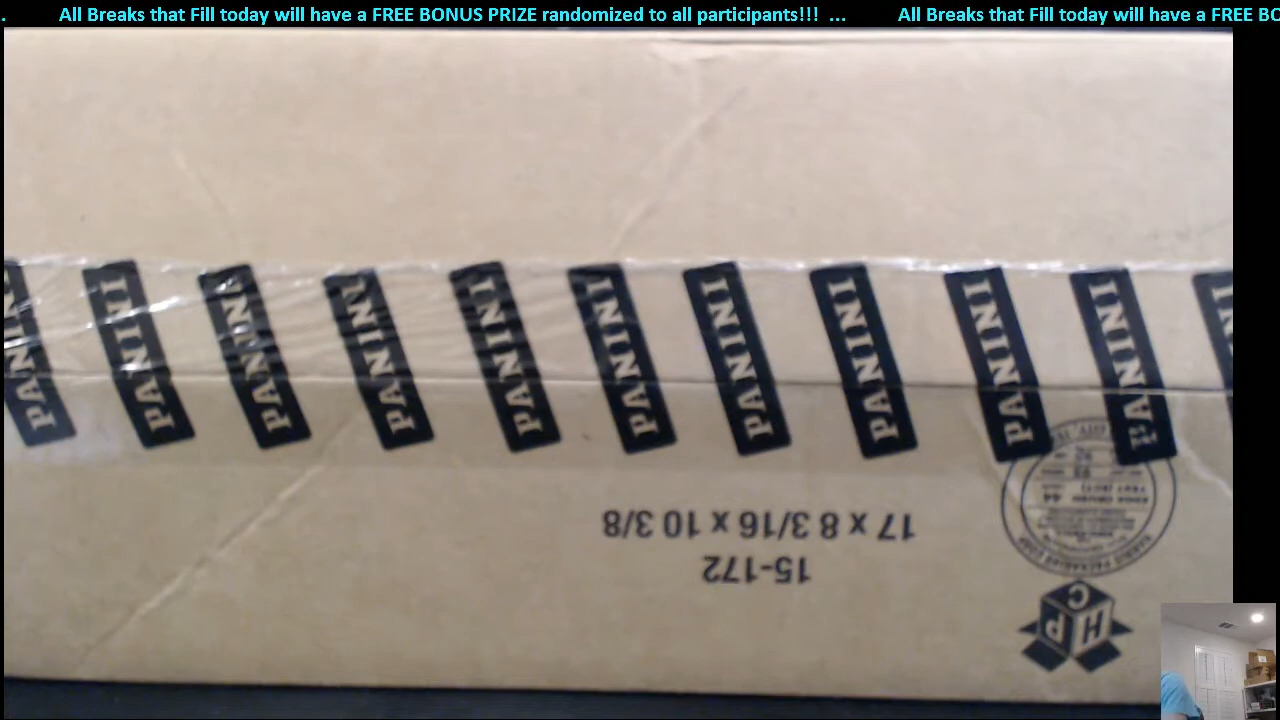 . All Breaks that Fill today will have a FREE BONUS PRIZE randomized to all participants!!! ... All Breaks that Fill today will have a FREE BO
PANINI PANINI PANINI PANINI PANINI PANINI PANINI PANINI PANINI PANINI
17 x 8 3/16 x 10 3/8
15-172
HPC